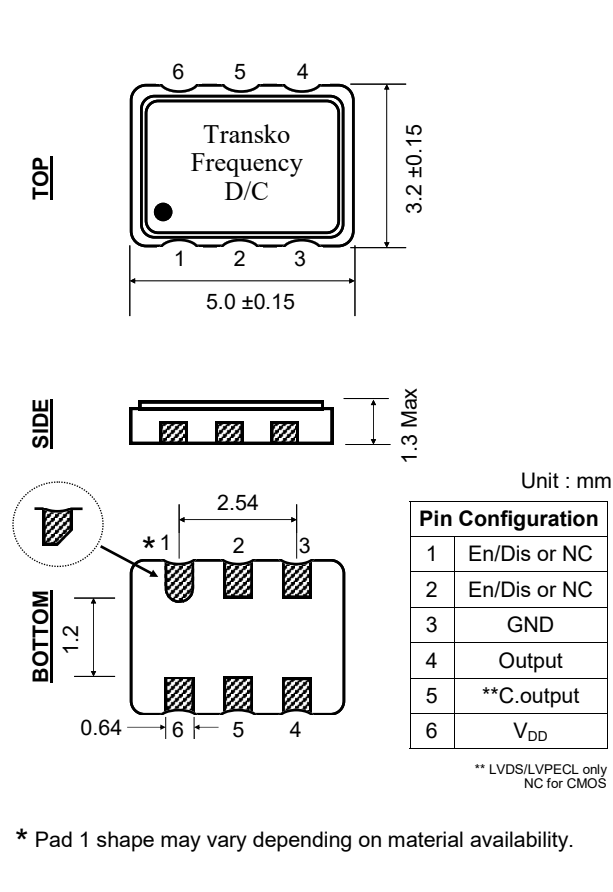 6 5 4
TOP
Transko
Frequency
D/C
3.2 ±0.15
1 2 3
5.0 ±0.15
SIDE
1.3 Max
Unit : mm
2.54
*1 2 3
BOTTOM
1.2
0.64
6 5 4
Pin Configuration
1 En/Dis or NC
2 En/Dis or NC
3 GND
4 Output
5 **C.output
6 VDD
** LVDS/LVPECL only
NC for CMOS
* Pad 1 shape may vary depending on material availability.